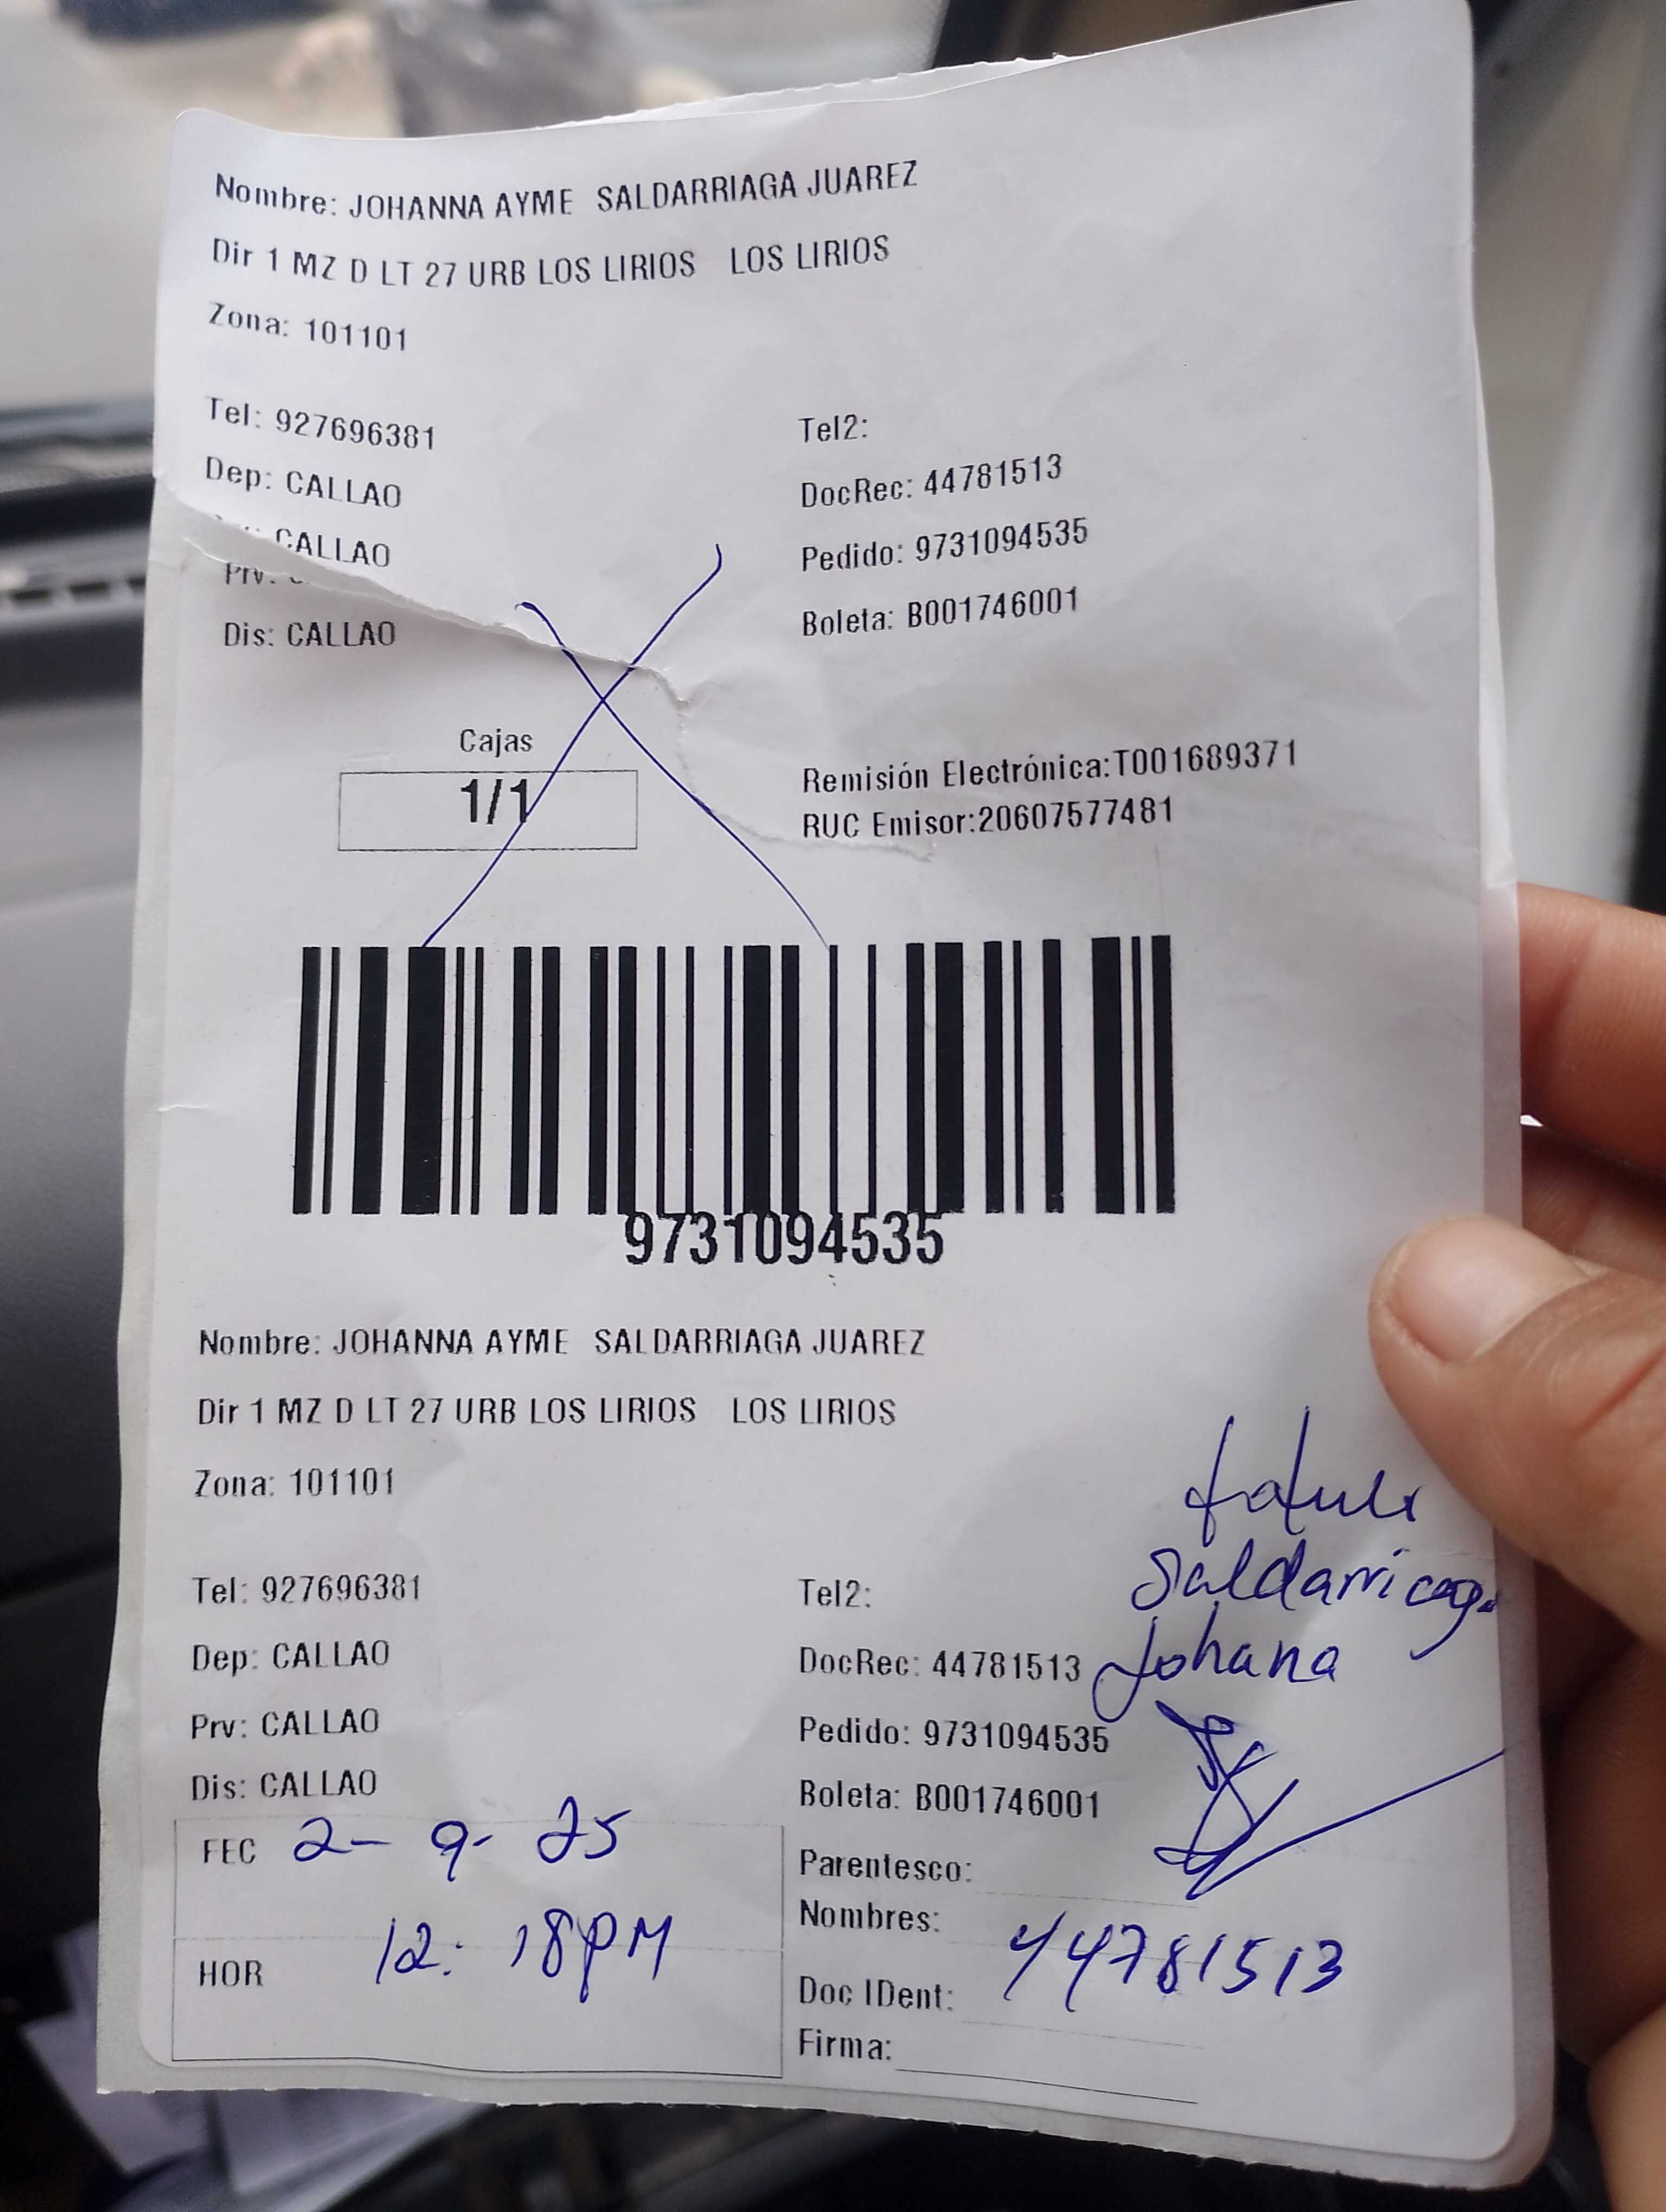 Nombre: JOHANNA AYME SALDARRIAGA JUAREZ
Dir 1 MZ D LT 27 URB LOS LIRIOS LOS LIRIOS
Zona: 101101
Tel: 927696381
Tel2:
Dep: CALLAO
DocRec: 44781513
CALLAO
Prv:
Pedido: 9731094535
Dis: CALLAO
Boleta: B001746001
Cajas
1/1
Remisión Electrónica:T001689371
RUC Emisor:20607577481
9731094535
Nombre: JOHANNA AYME SALDARRIAGA JUAREZ
Dir 1 MZ D LT 27 URB LOS LIRIOS LOS LIRIOS
Zona: 101101
Tel: 927696381
Tel2:
Saldarriaga
Dep: CALLAO
DocRec: 44781513
Johana
Prv: CALLAO
Pedido: 9731094535
Dis: CALLAO
Boleta: B001746001
FEC 2-9-25
Parentesco:
Nombres:
HOR 12:18PM
Doc IDent: 44781513
Firma: